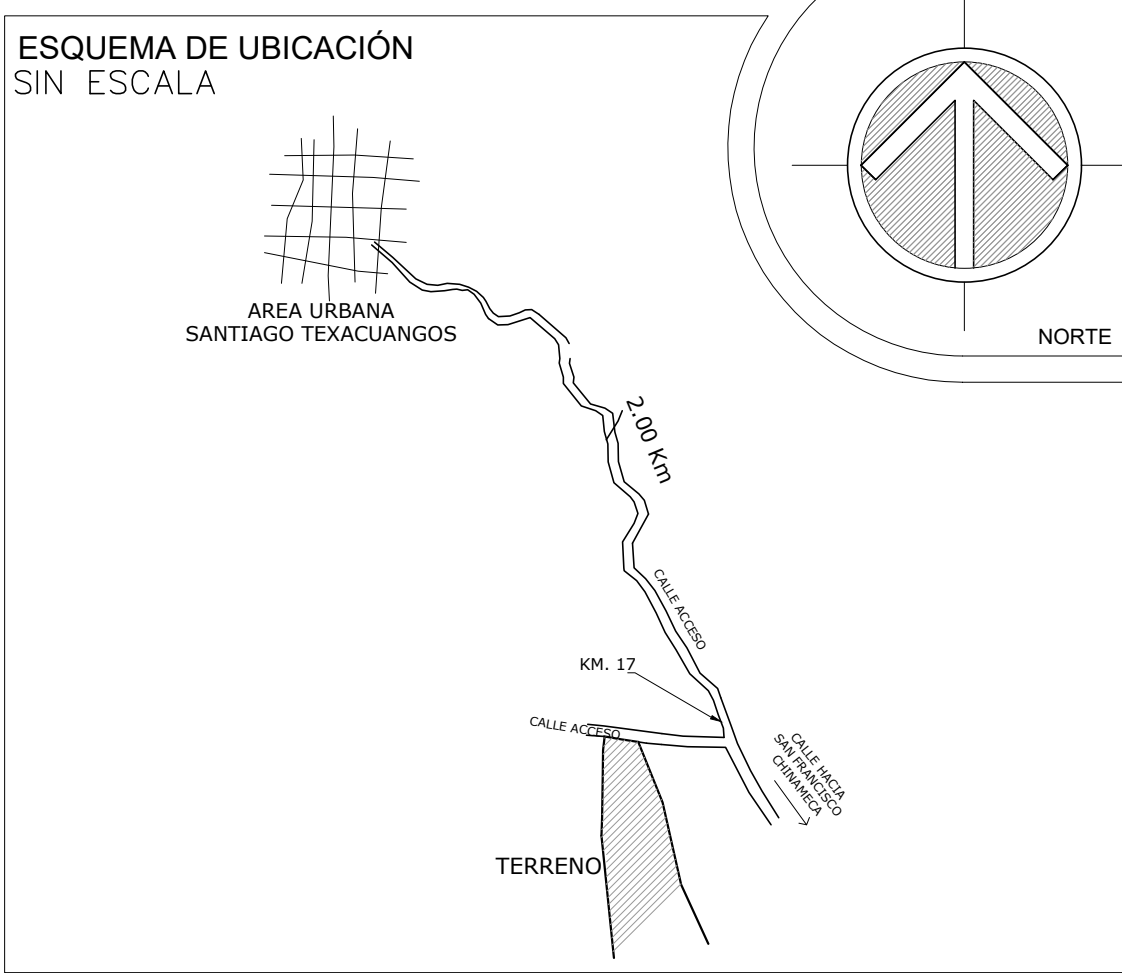 ESQUEMA DE UBICACIÓN
SIN ESCALA
NORTE
AREA URBANA
SANTIAGO TEXACUANGOS
2.00 Km
CALLE ACCESO
KM. 17
CALLE ACCESO
CALLE HACIA
SAN FRANCISCO
CHINAMECA
TERRENO